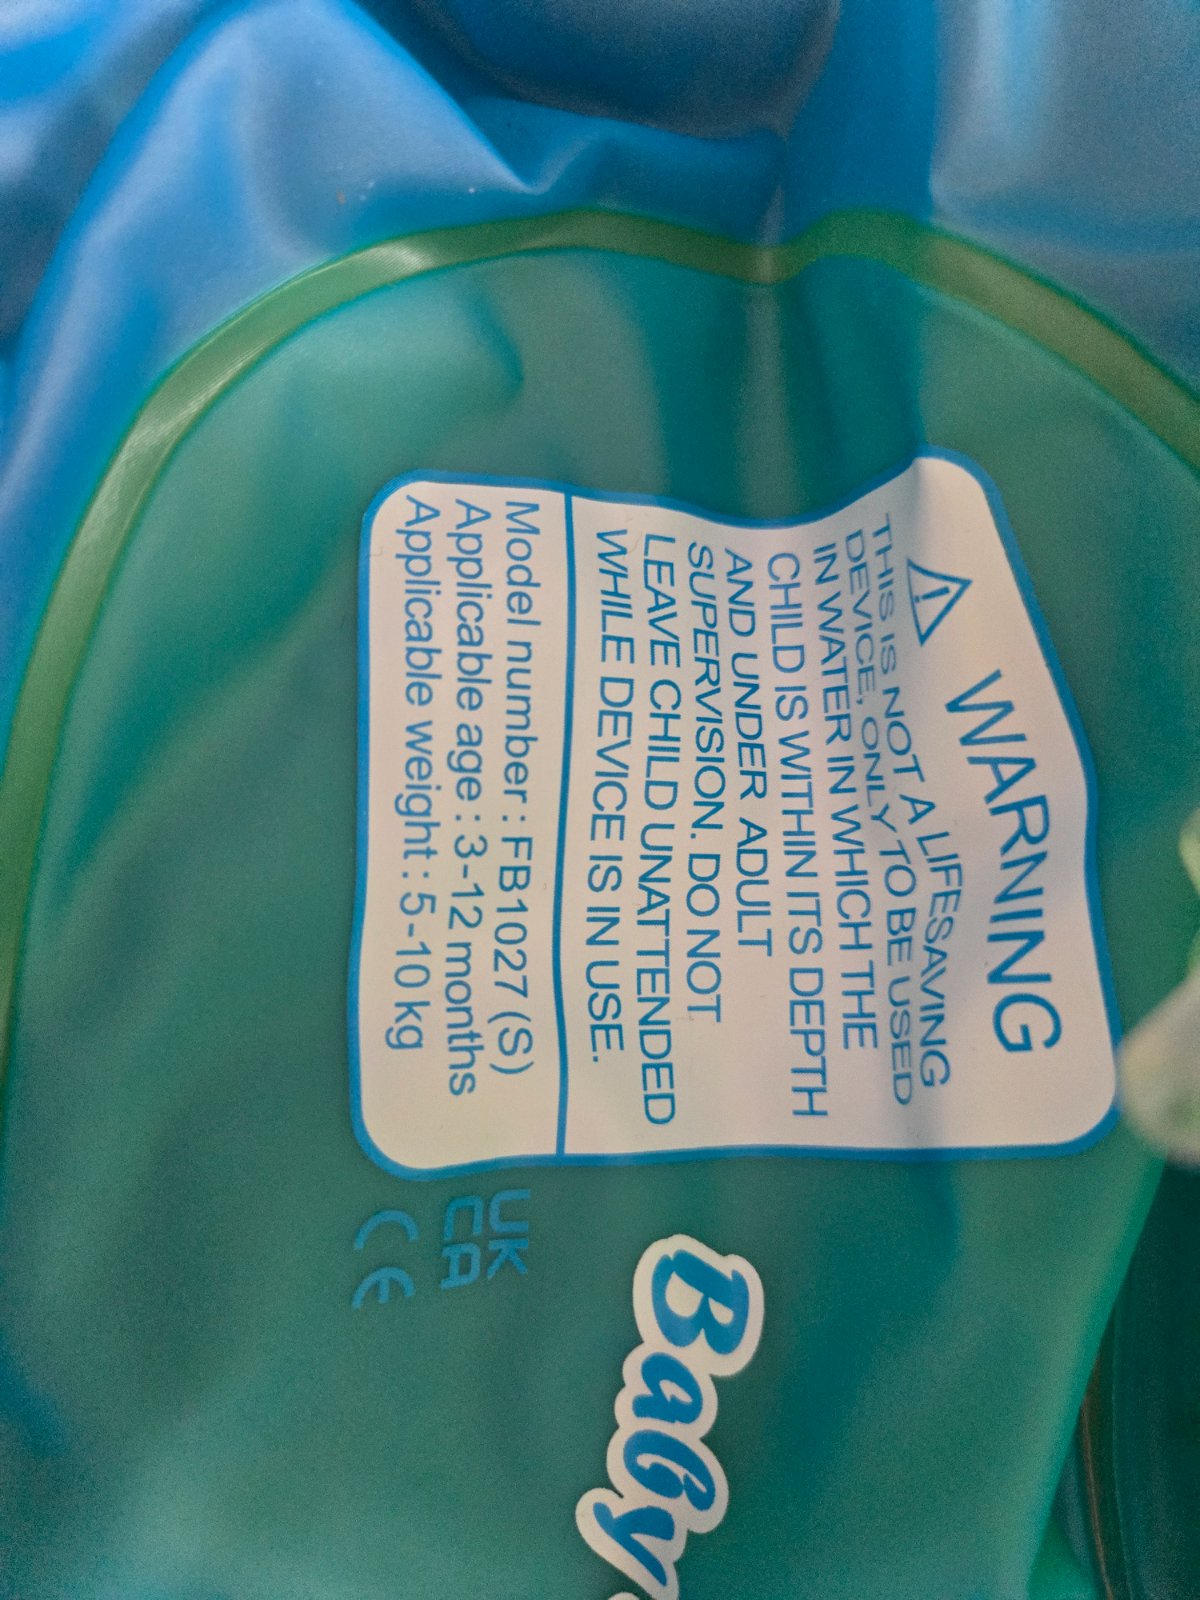 WARNING
THIS IS NOT A LIFESAVING
DEVICE, ONLY TO BE USED
IN WATER IN WHICH THE
CHILD IS WITHIN ITS DEPTH
AND UNDER ADULT
SUPERVISION. DO NOT
LEAVE CHILD UNATTENDED
WHILE DEVICE IS IN USE.
Model number : FB1027 (S)
Applicable age : 3-12 months
Applicable weight : 5-10 kg
UK
CA
CE
Baby